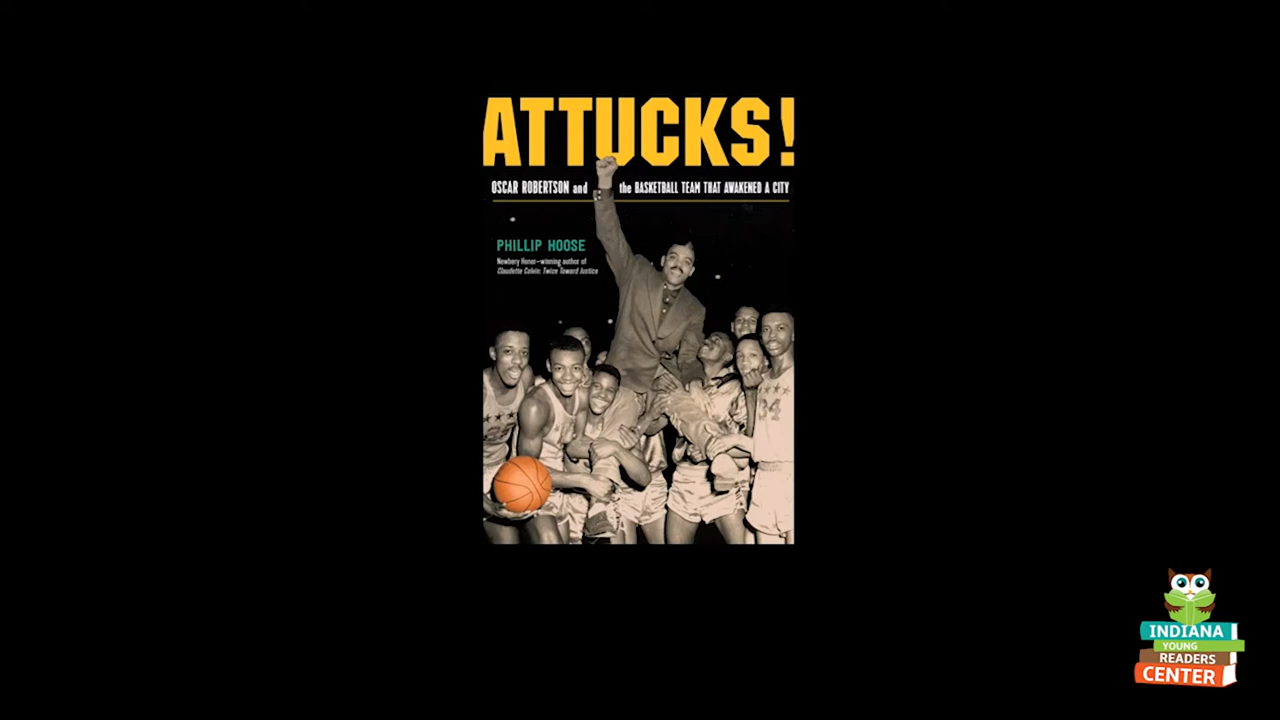 ATTUCKS!
OSCAR ROBERTSON and the BASKETBALL TEAM THAT AWAKENED A CITY
PHILLIP HOOSE
Newbery Honor–winning author of
Claudette Colvin: Twice Toward Justice
34
INDIANA
YOUNG
READERS
CENTER